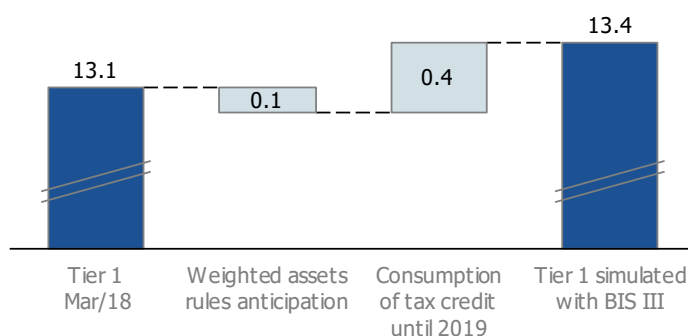 13.4
13.1
0.4
0.1
Tier 1
Mar/18
Weighted assets
rules anticipation
Consumption
of tax credit
until 2019
Tier 1 simulated
with BIS III